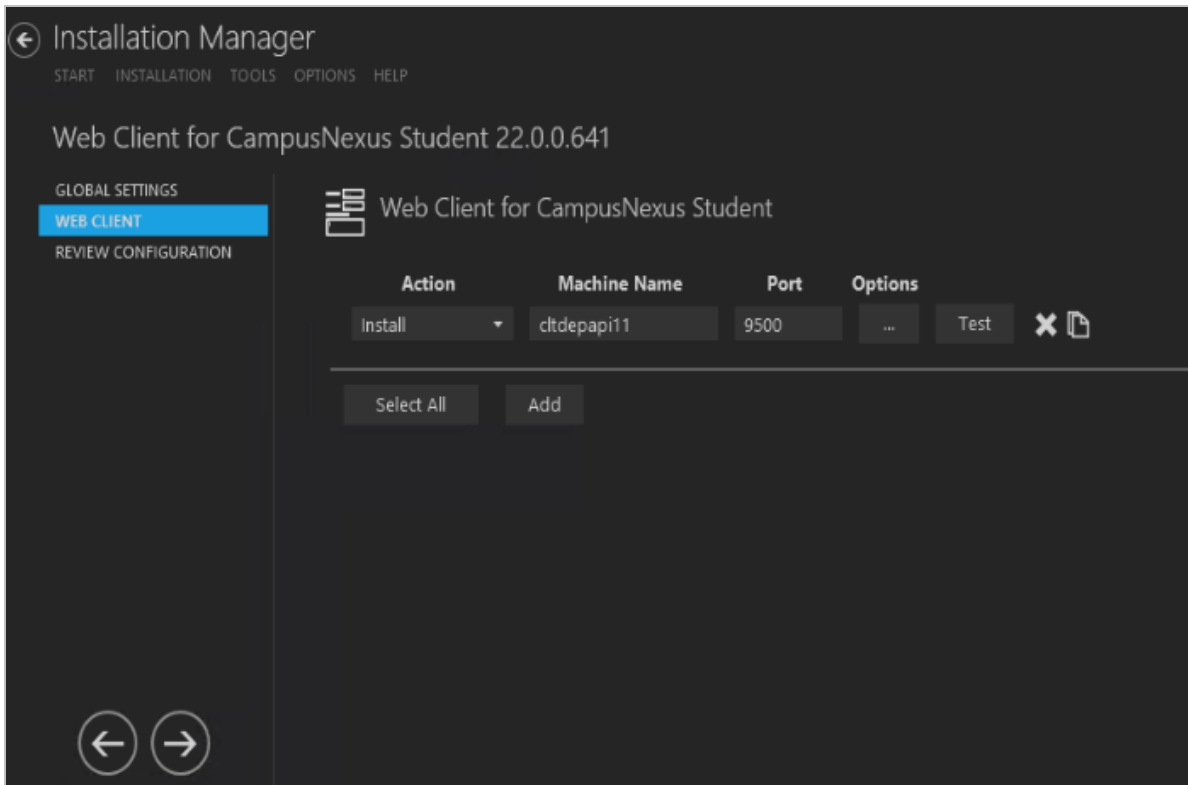 Installation Manager
START INSTALLATION TOOLS OPTIONS HELP
Web Client for CampusNexus Student 22.0.0.641
GLOBAL SETTINGS
WEB CLIENT
REVIEW CONFIGURATION
Web Client for CampusNexus Student
Action Machine Name Port Options
Install cltdepapi11 9500 ... Test
Select All Add